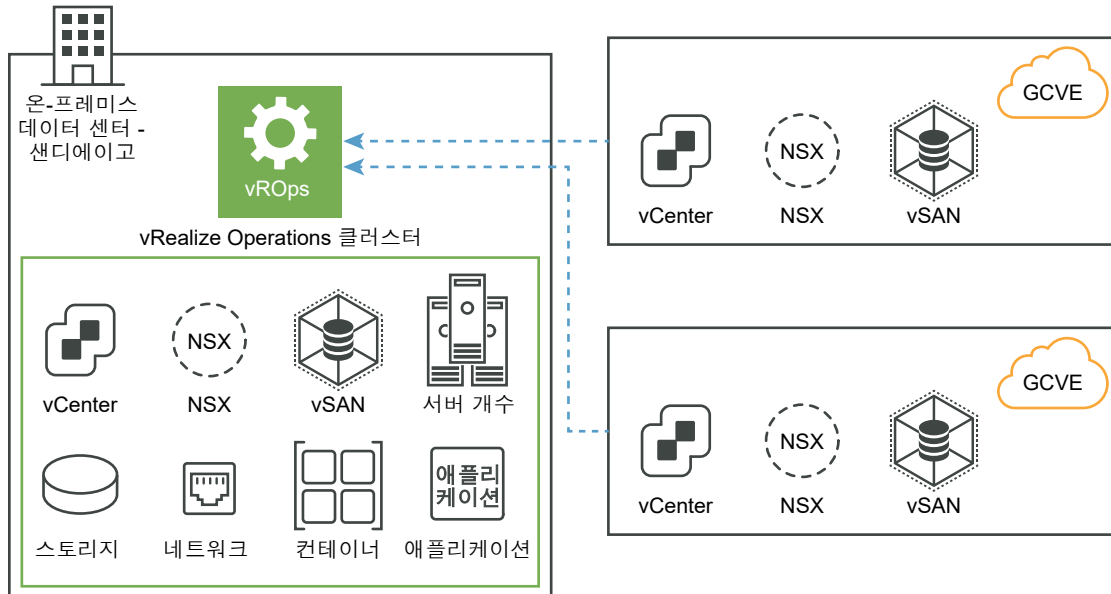 온-프레미스
데이터 센터 -
샌디에이고
vROps
vRealize Operations 클러스터
vCenter
NSX
NSX
vSAN
서버 개수
스토리지
네트워크
컨테이너
애플리
케이션
애플리케이션
GCVE
vCenter
NSX
NSX
vSAN
GCVE
vCenter
NSX
NSX
vSAN